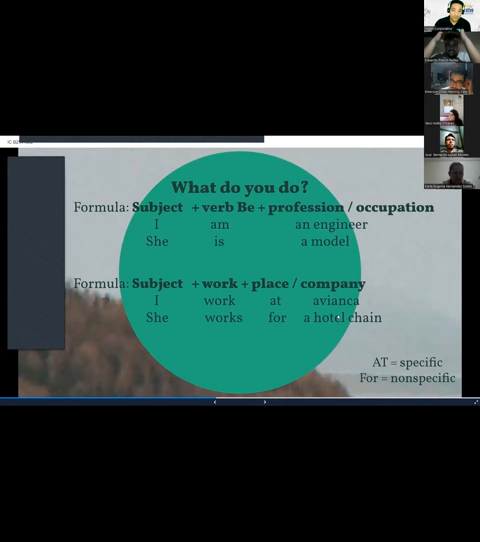 What do you do?
Formula: Subject + verb Be + profession / occupation
I am an engineer
She is a model
Formula: Subject + work + place / company
I work at avianca
She works for a hotel chain
AT = specific
For = nonspecific